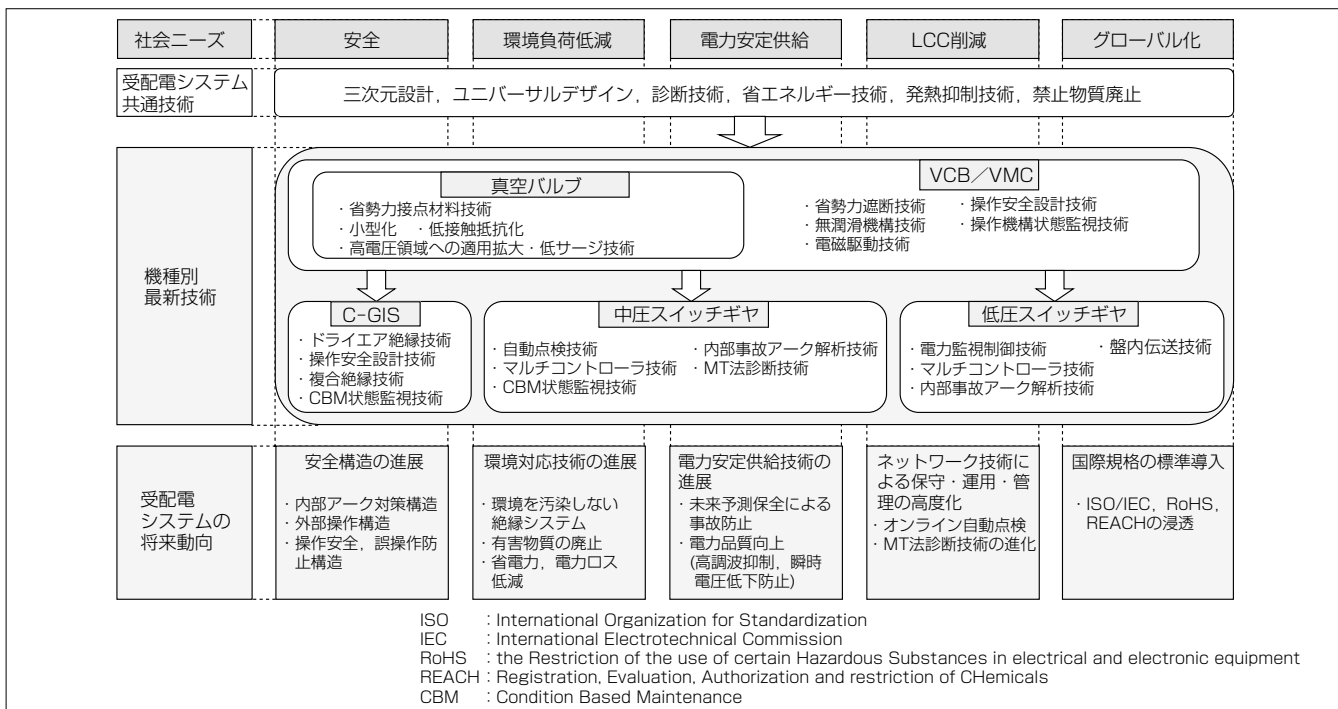 社会ニーズ
安全
環境負荷低減
電力安定供給
LCC削減
グローバル化
受配電システム
共通技術
三次元設計，ユニバーサルデザイン，診断技術，省エネルギー技術，発熱抑制技術，禁止物質廃止
機種別
最新技術
真空バルブ
・省勢力接点材料技術
・小型化　・低接触抵抗化
・高電圧領域への適用拡大・低サージ技術
VCB／VMC
・省勢力遮断技術
・無潤滑機構技術
・電磁駆動技術
・操作安全設計技術
・操作機構状態監視技術
C-GIS
・ドライエア絶縁技術
・操作安全設計技術
・複合絶縁技術
・CBM状態監視技術
中圧スイッチギヤ
・自動点検技術
・マルチコントローラ技術
・CBM状態監視技術
・内部事故アーク解析技術
・MT法診断技術
低圧スイッチギヤ
・電力監視制御技術
・マルチコントローラ技術
・内部事故アーク解析技術
・盤内伝送技術
受配電
システムの
将来動向
安全構造の進展
・内部アーク対策構造
・外部操作構造
・操作安全，誤操作防
止構造
環境対応技術の進展
・環境を汚染しない
絶縁システム
・有害物質の廃止
・省電力，電力ロス
低減
電力安定供給技術の
進展
・未来予測保全による
事故防止
・電力品質向上
(高調波抑制，瞬時
電圧低下防止)
ネットワーク技術に
よる保守・運用・管
理の高度化
・オンライン自動点検
・MT法診断技術の進化
国際規格の標準導入
・ISO/IEC，RoHS，
REACHの浸透
ISO : International Organization for Standardization
IEC : International Electrotechnical Commission
RoHS : the Restriction of the use of certain Hazardous Substances in electrical and electronic equipment
REACH : Registration, Evaluation, Authorization and restriction of CHemicals
CBM : Condition Based Maintenance